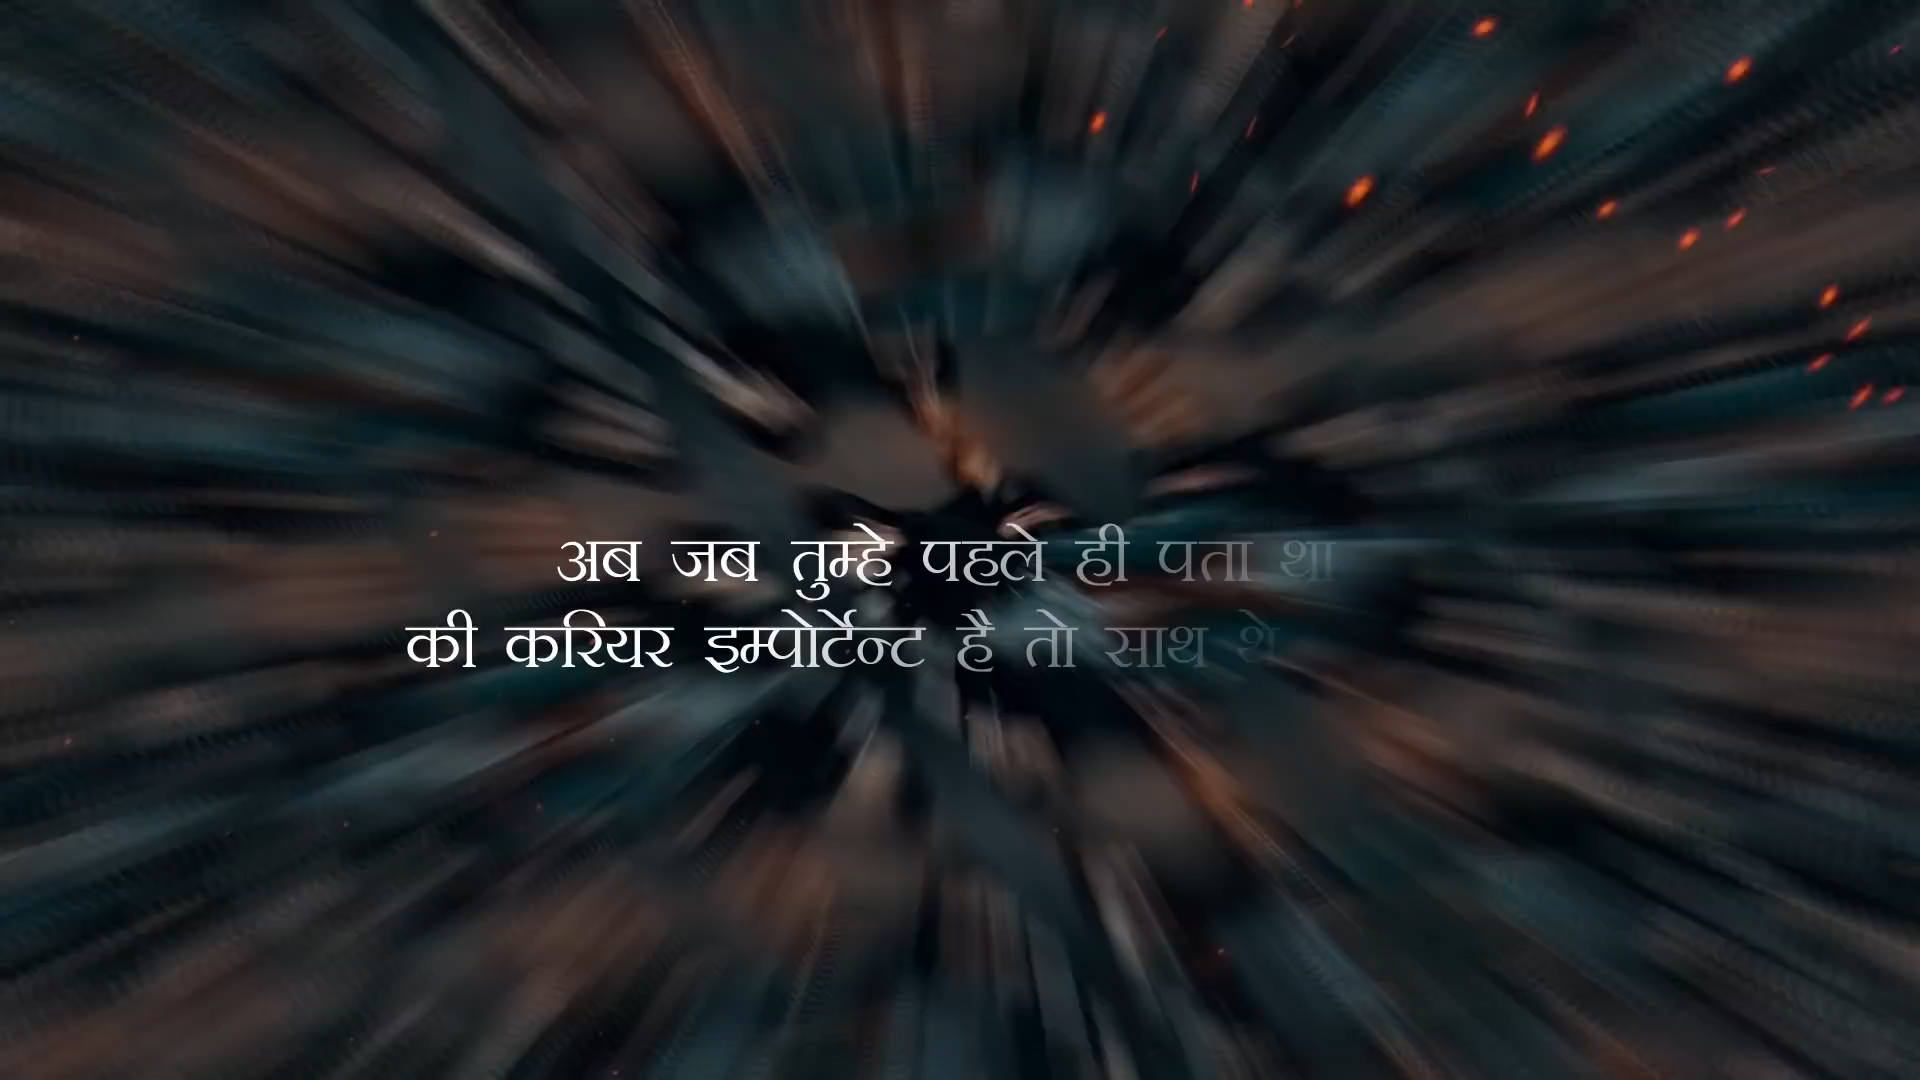 अब जब तुम्हे पहले ही पता था
की करियर इम्पोर्टेन्ट है तो साथ थे